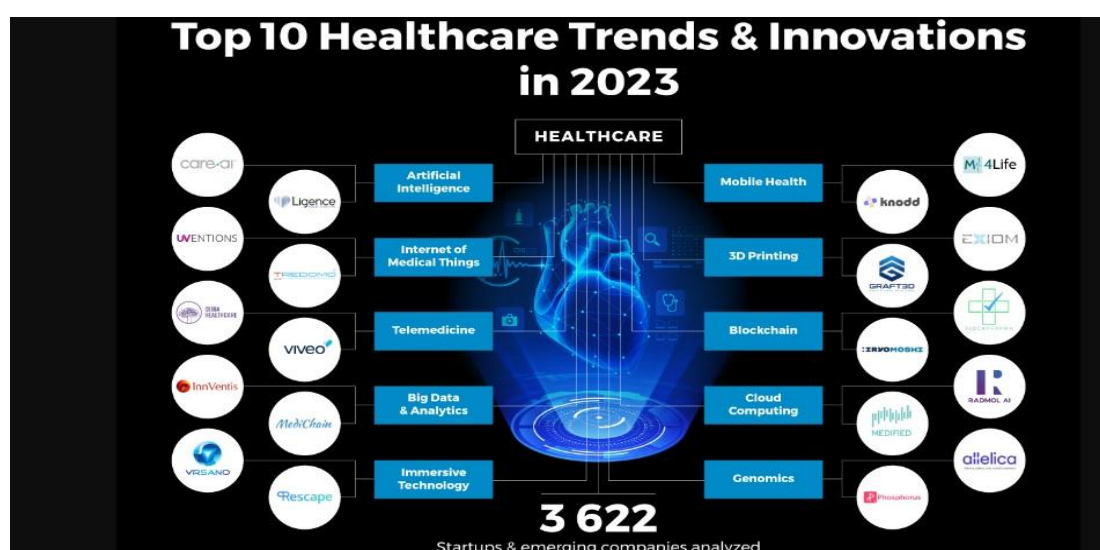 Top 10 Healthcare Trends & Innovations
in 2023
HEALTHCARE
care.ai
Ligence
Artificial
Intelligence
UVENTIONS
TREDOMO
Internet of
Medical Things
HEALTHCARE
VIVEO
Telemedicine
InnVentis
MediChain
Big Data
& Analytics
VRSANO
Rescape
Immersive
Technology
Mobile Health
knodd
M 4Life
3D Printing
GRAFT3D
EXIOM
Blockchain
Cloud
Computing
MEDIFIED
RADMOL AI
Genomics
Phosphorus
allelica
3 622
Startups & emerging companies analyzed